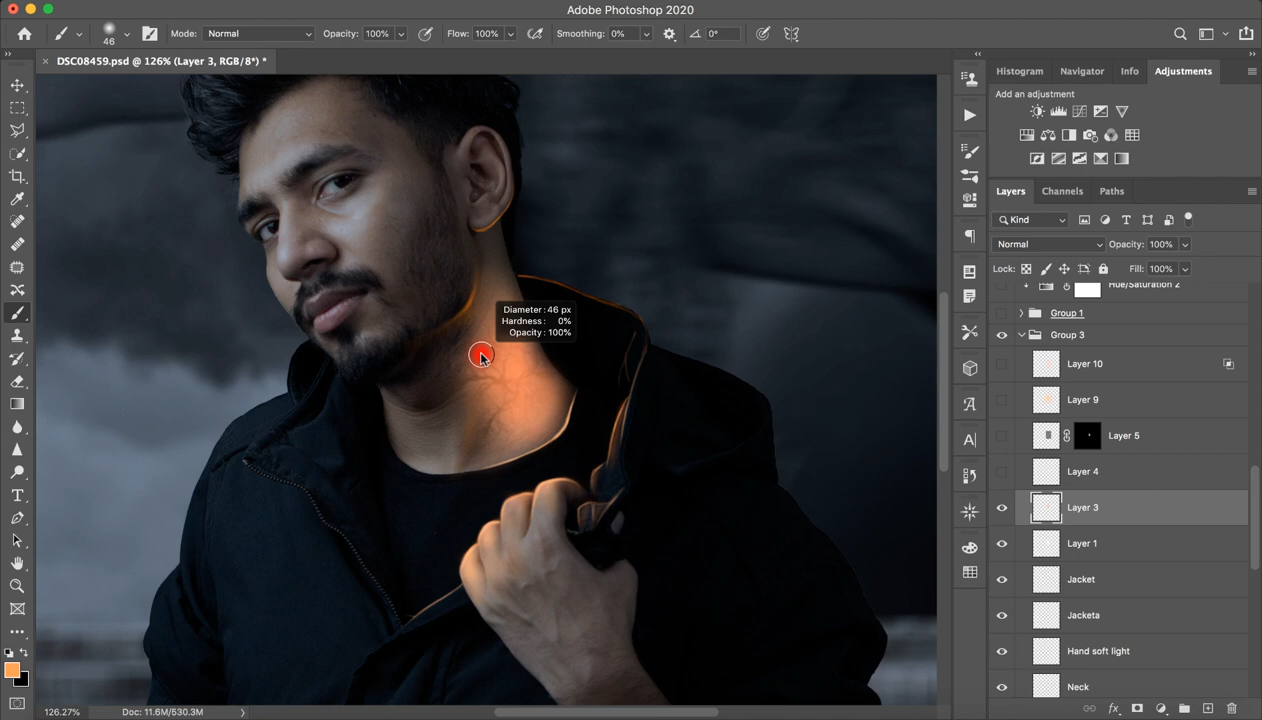 Adobe Photoshop 2020
46
Mode: Normal
Opacity: 100%
Flow: 100%
Smoothing: 0%
0°
DSC08459.psd @ 126% (Layer 3, RGB/8*) *
Histogram Navigator Info Adjustments
Add an adjustment
Layers Channels Paths
Kind
Normal
Opacity: 100%
Lock:
Fill: 100%
Hue/Saturation 2
Group 1
Group 3
Layer 10
Layer 9
Layer 5
Layer 4
Layer 3
Layer 1
Jacket
Jacketa
Hand soft light
Neck
Diameter: 46 px
Hardness: 0%
Opacity: 100%
126.27%
Doc: 11.6M/530.3M